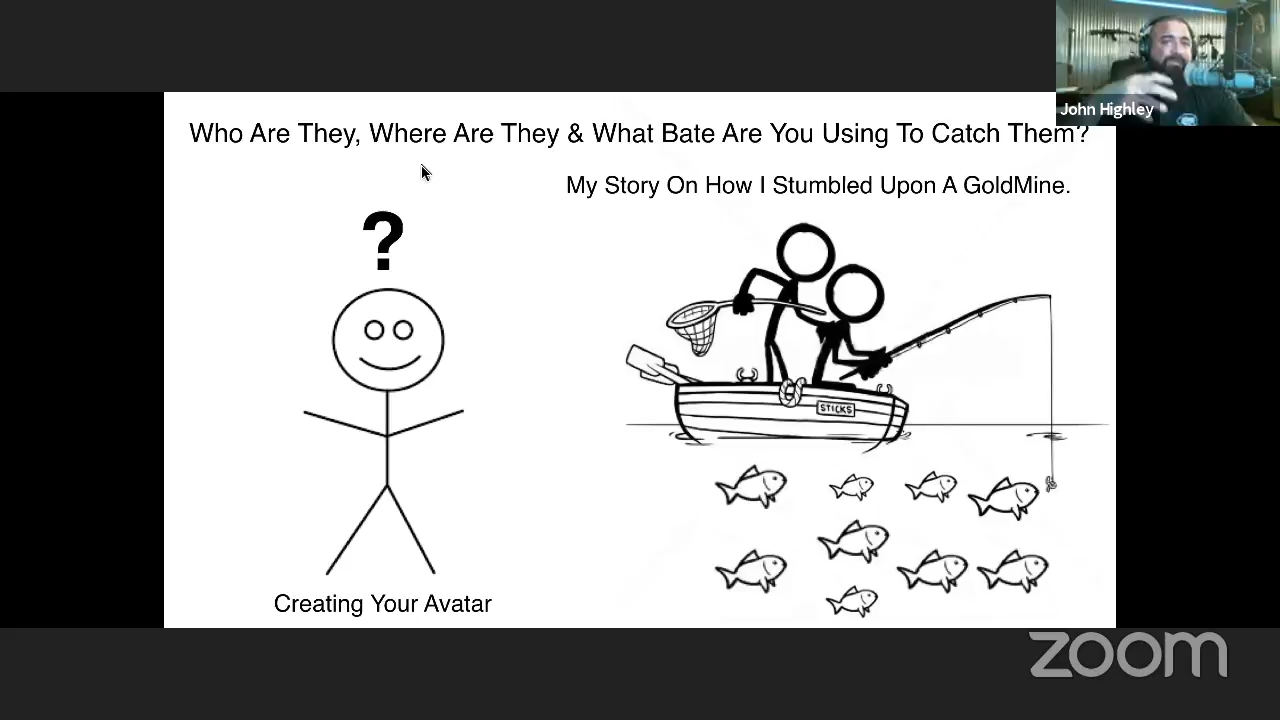 John Highley
Who Are They, Where Are They & What Bate Are You Using To Catch Them?
My Story On How I Stumbled Upon A GoldMine.
?
STICKS
Creating Your Avatar
zoom